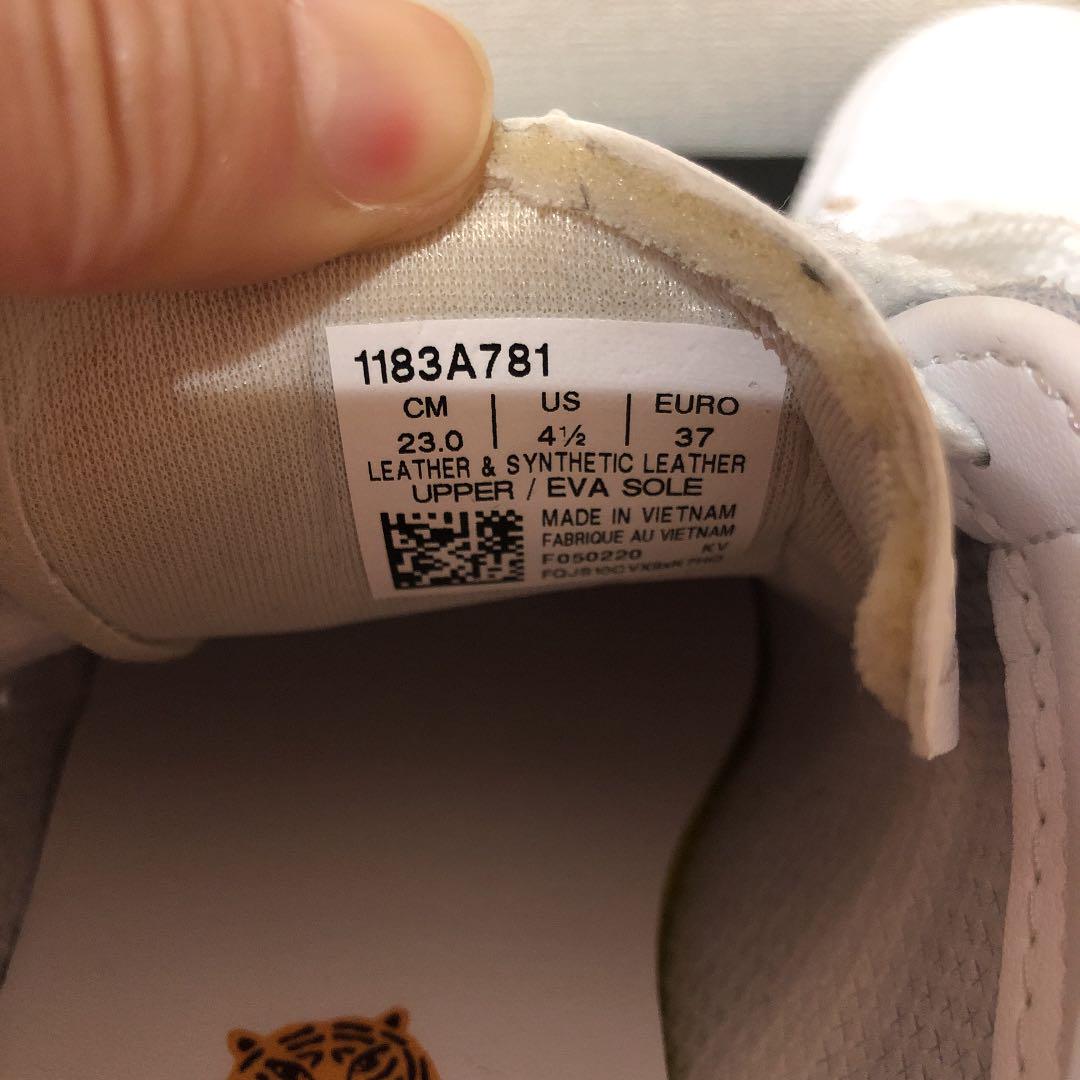 1183A781
CM | US | EURO
23.0 | 4½ | 37
LEATHER & SYNTHETIC LEATHER
UPPER / EVA SOLE
MADE IN VIETNAM
FABRIQUE AU VIETNAM
F050220 KV